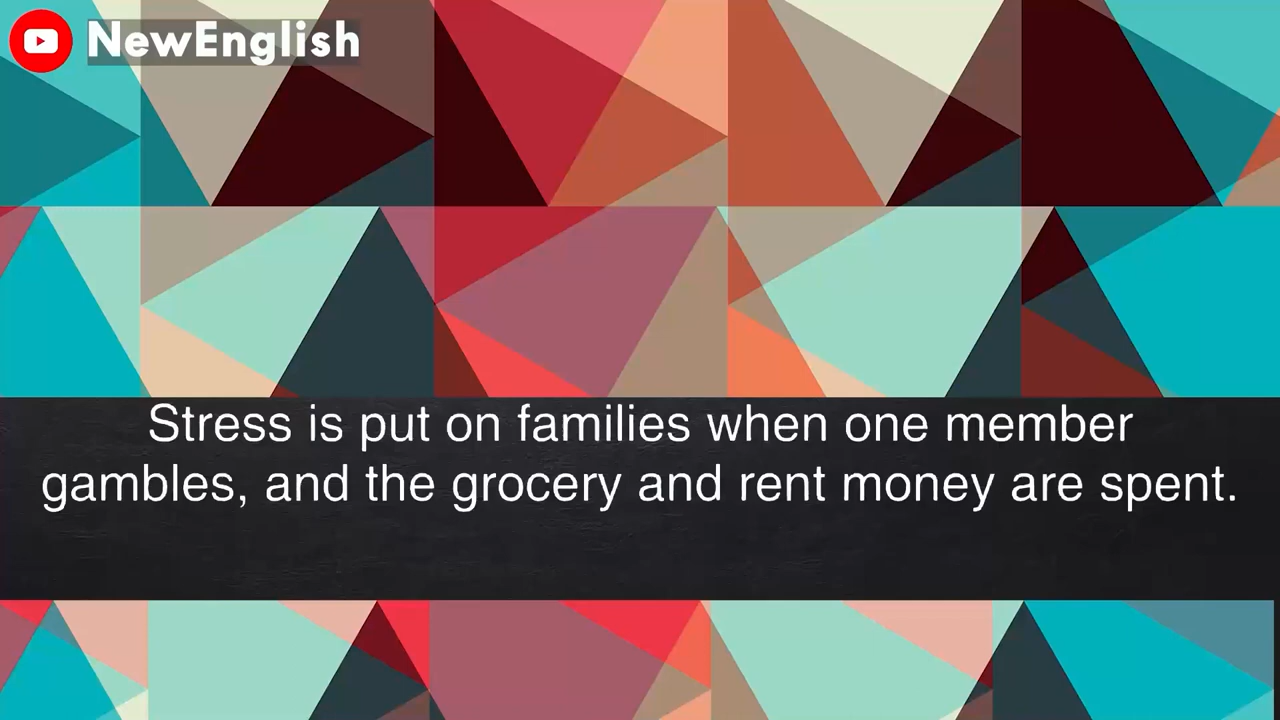 NewEnglish
Stress is put on families when one member
gambles, and the grocery and rent money are spent.